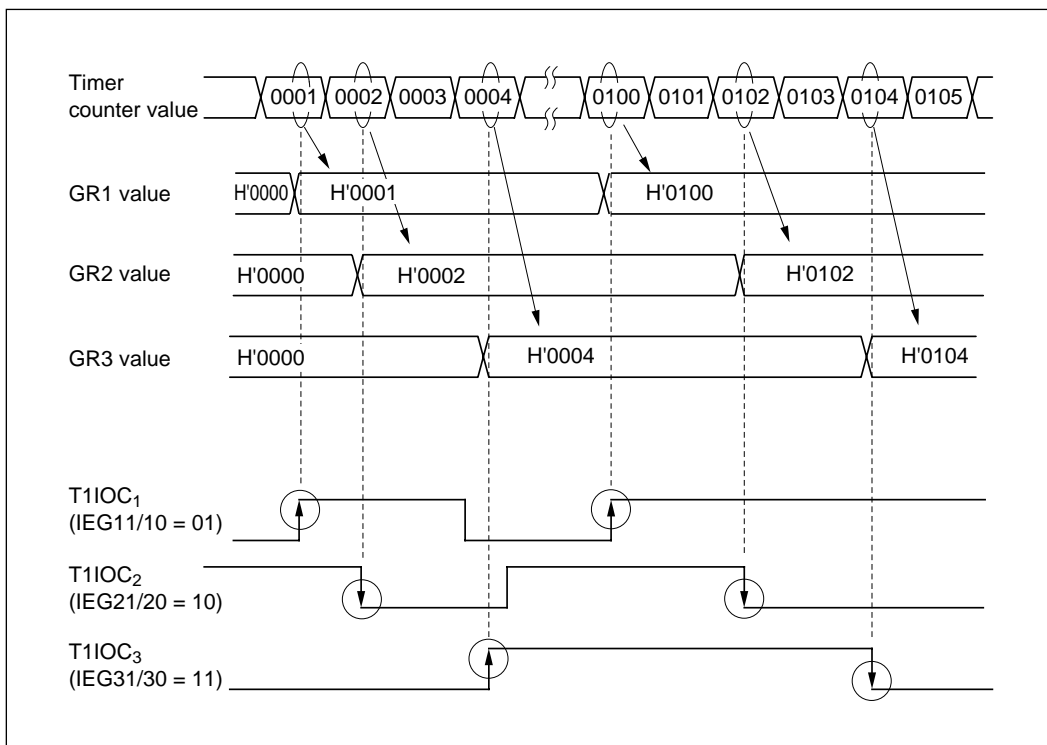 Timer
counter value
0001 0002 0003 0004 0100 0101 0102 0103 0104 0105
GR1 value
H'0000 H'0001 H'0100
GR2 value
H'0000 H'0002 H'0102
GR3 value
H'0000 H'0004 H'0104
T1IOC1
(IEG11/10 = 01)
T1IOC2
(IEG21/20 = 10)
T1IOC3
(IEG31/30 = 11)